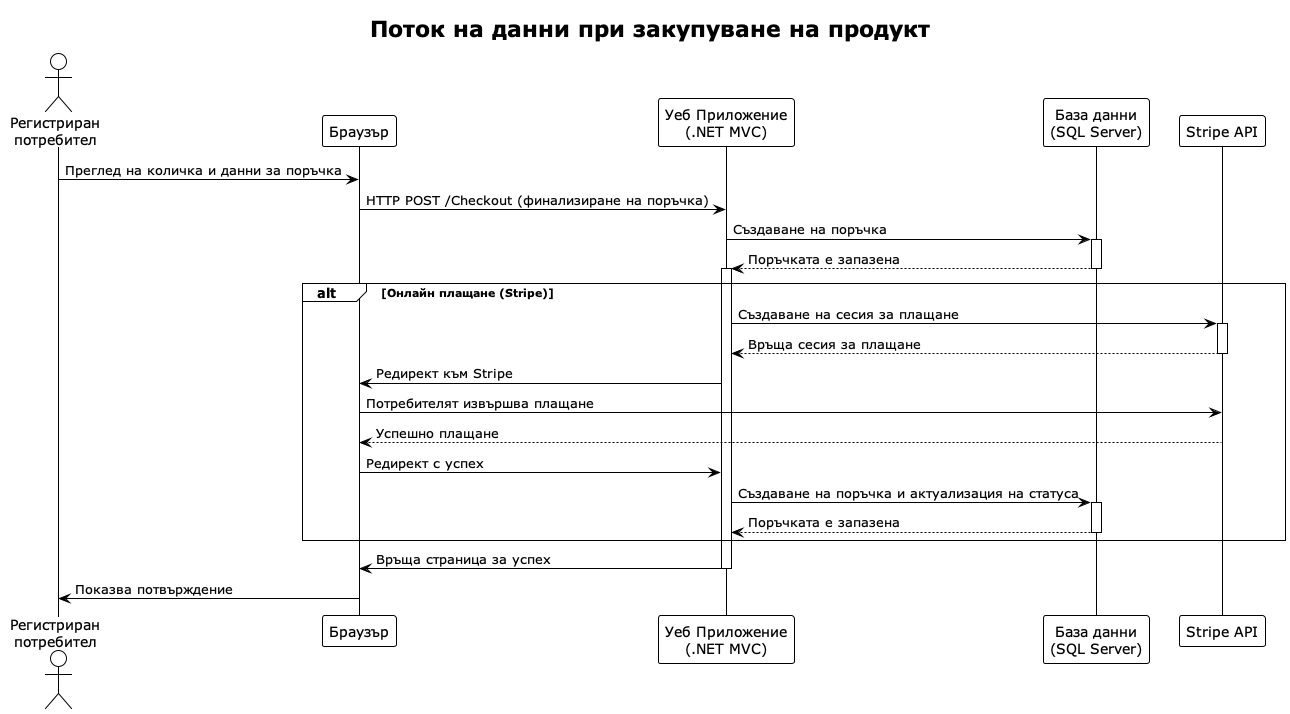 Поток на данни при закупуване на продукт
Регистриран
потребител
Браузър
Уеб Приложение
(.NET MVC)
База данни
(SQL Server)
Stripe API
Преглед на количка и данни за поръчка
HTTP POST /Checkout (финализиране на поръчка)
Създаване на поръчка
Поръчката е запазена
alt
[Онлайн плащане (Stripe)]
Създаване на сесия за плащане
Връща сесия за плащане
Редирект към Stripe
Потребителят извършва плащане
Успешно плащане
Редирект с успех
Създаване на поръчка и актуализация на статуса
Поръчката е запазена
Връща страница за успех
Показва потвърждение
Регистриран
потребител
Браузър
Уеб Приложение
(.NET MVC)
База данни
(SQL Server)
Stripe API